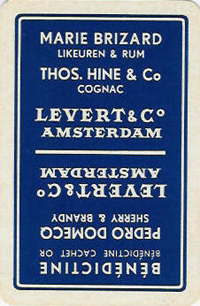 MARIE BRIZARD
LIKEUREN & RUM
THOS. HINE & Co
COGNAC
LEVERT & Co
AMSTERDAM
BÉNÉDICTINE
BÉNÉDICTINE CACHET OR
PEDRO DOMECQ
SHERRY & BRANDY
LEVERT & Co
AMSTERDAM